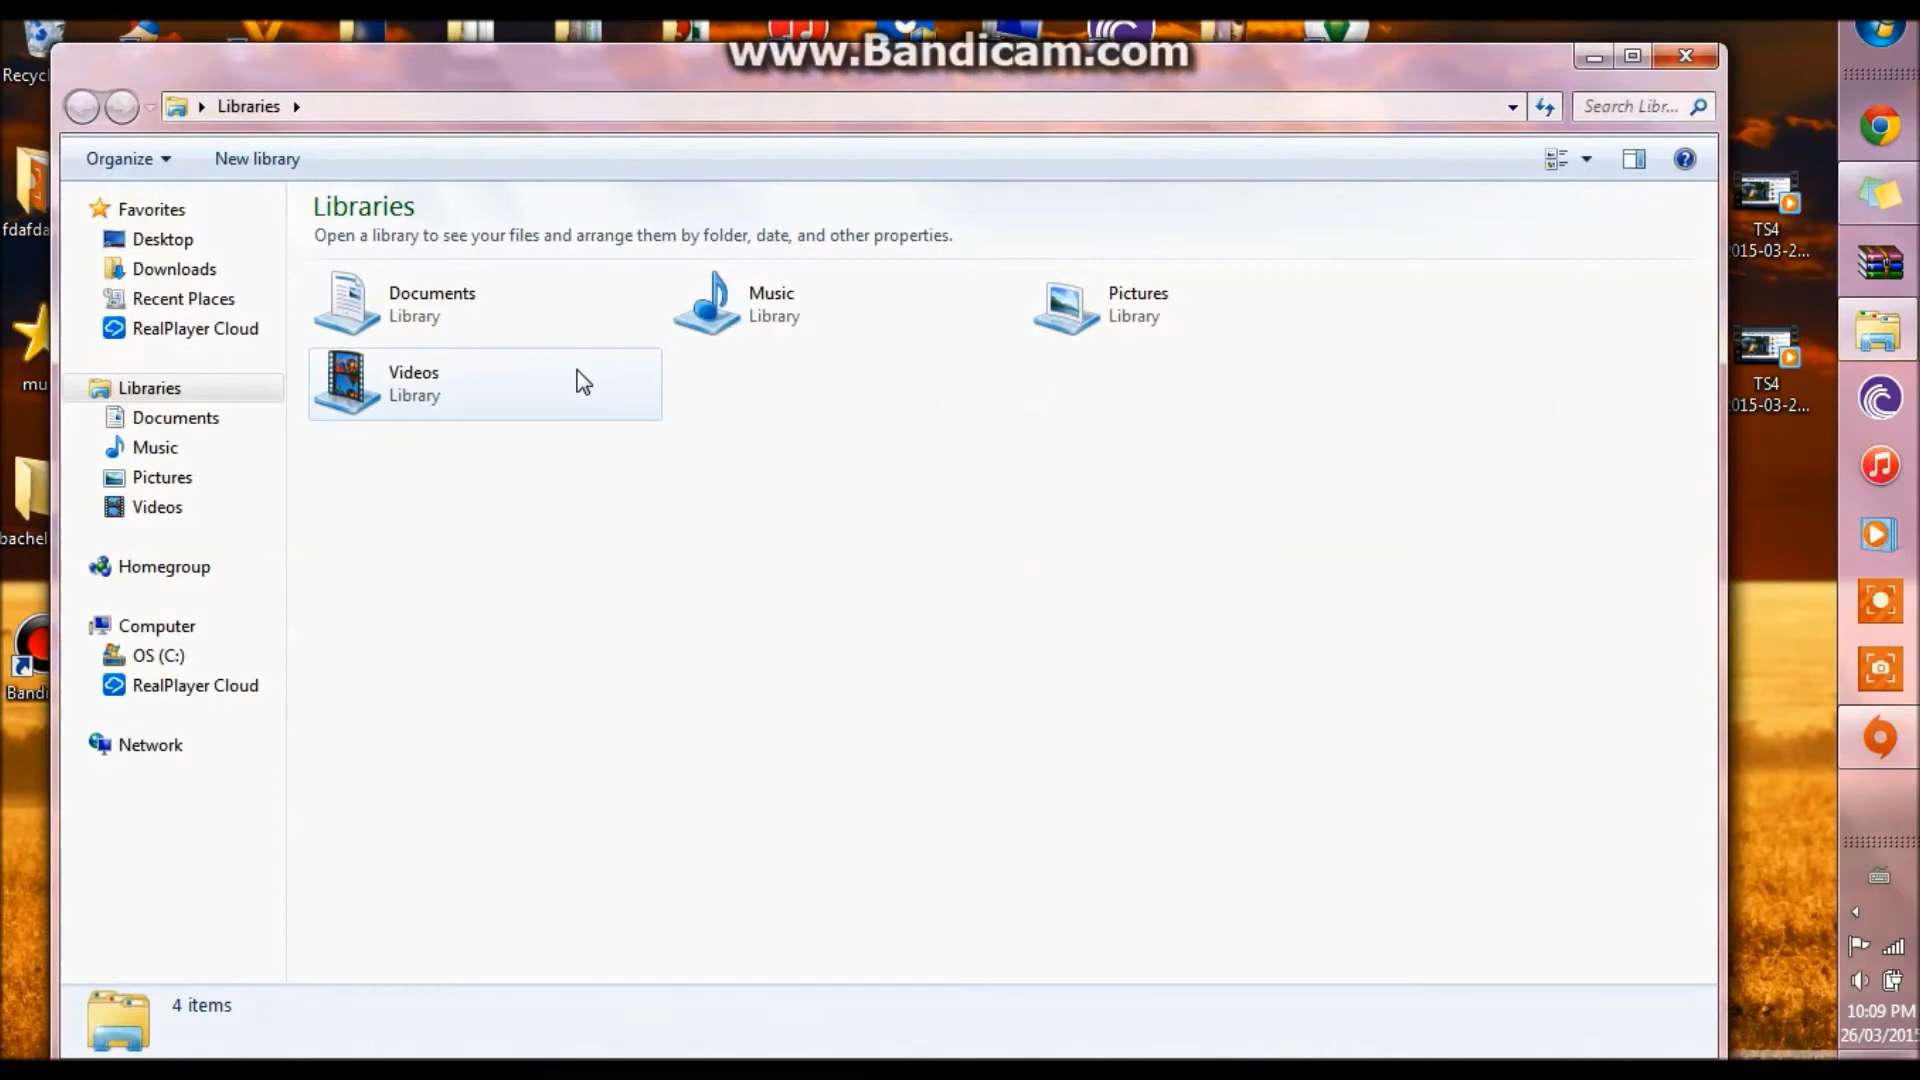 www.Bandicam.com
Recycl
Libraries
Search Libr...
Organize
New library
Favorites
Desktop
Downloads
Recent Places
RealPlayer Cloud
Libraries
Documents
Music
Pictures
Videos
Homegroup
Computer
OS (C:)
RealPlayer Cloud
Network
Libraries
Open a library to see your files and arrange them by folder, date, and other properties.
Documents
Library
Music
Library
Pictures
Library
Videos
Library
4 items
fdafda
mu
bachel
Bandi
TS4
015-03-2...
TS4
015-03-2...
10:09 PM
26/03/2015